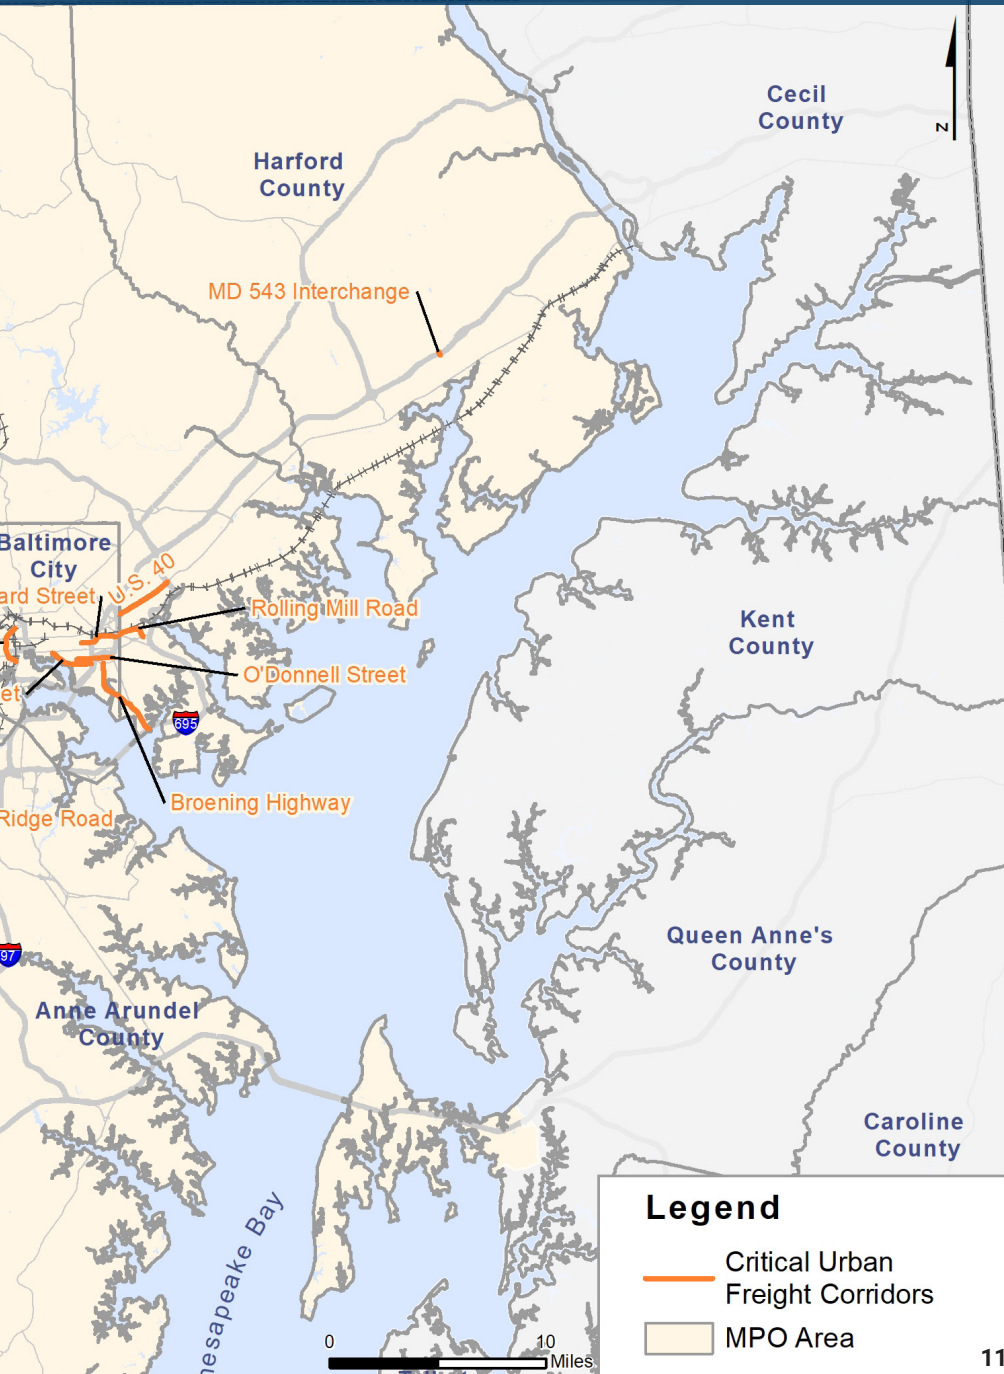 Cecil
County
N
Harford
County
MD 543 Interchange
Baltimore
City
U.S. 40
ard Street
Rolling Mill Road
Kent
County
O'Donnell Street
et
695
Broening Highway
Ridge Road
Queen Anne's
County
97
Anne Arundel
County
Caroline
County
hesapeake Bay
Legend
Critical Urban
Freight Corridors
MPO Area
0 10
Miles
11